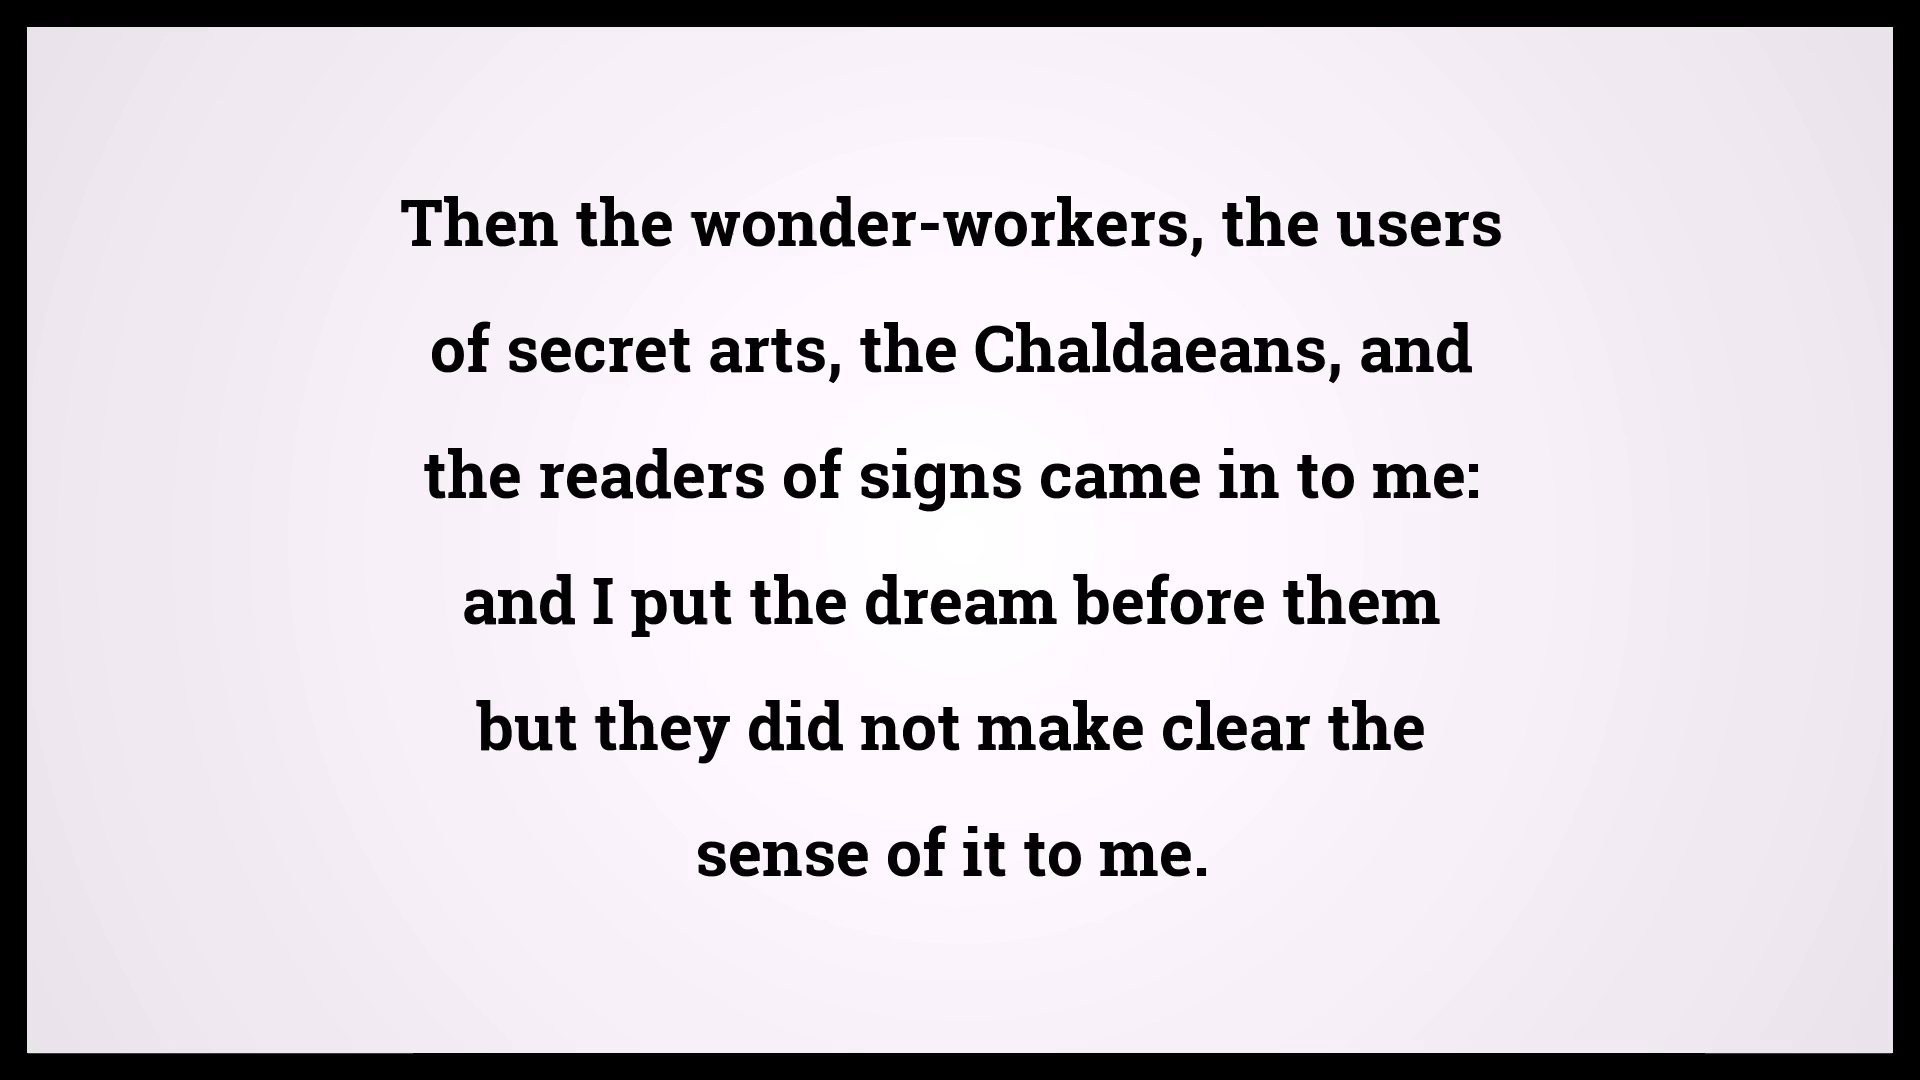 Then the wonder-workers, the users
of secret arts, the Chaldaeans, and
the readers of signs came in to me:
and I put the dream before them
but they did not make clear the
sense of it to me.